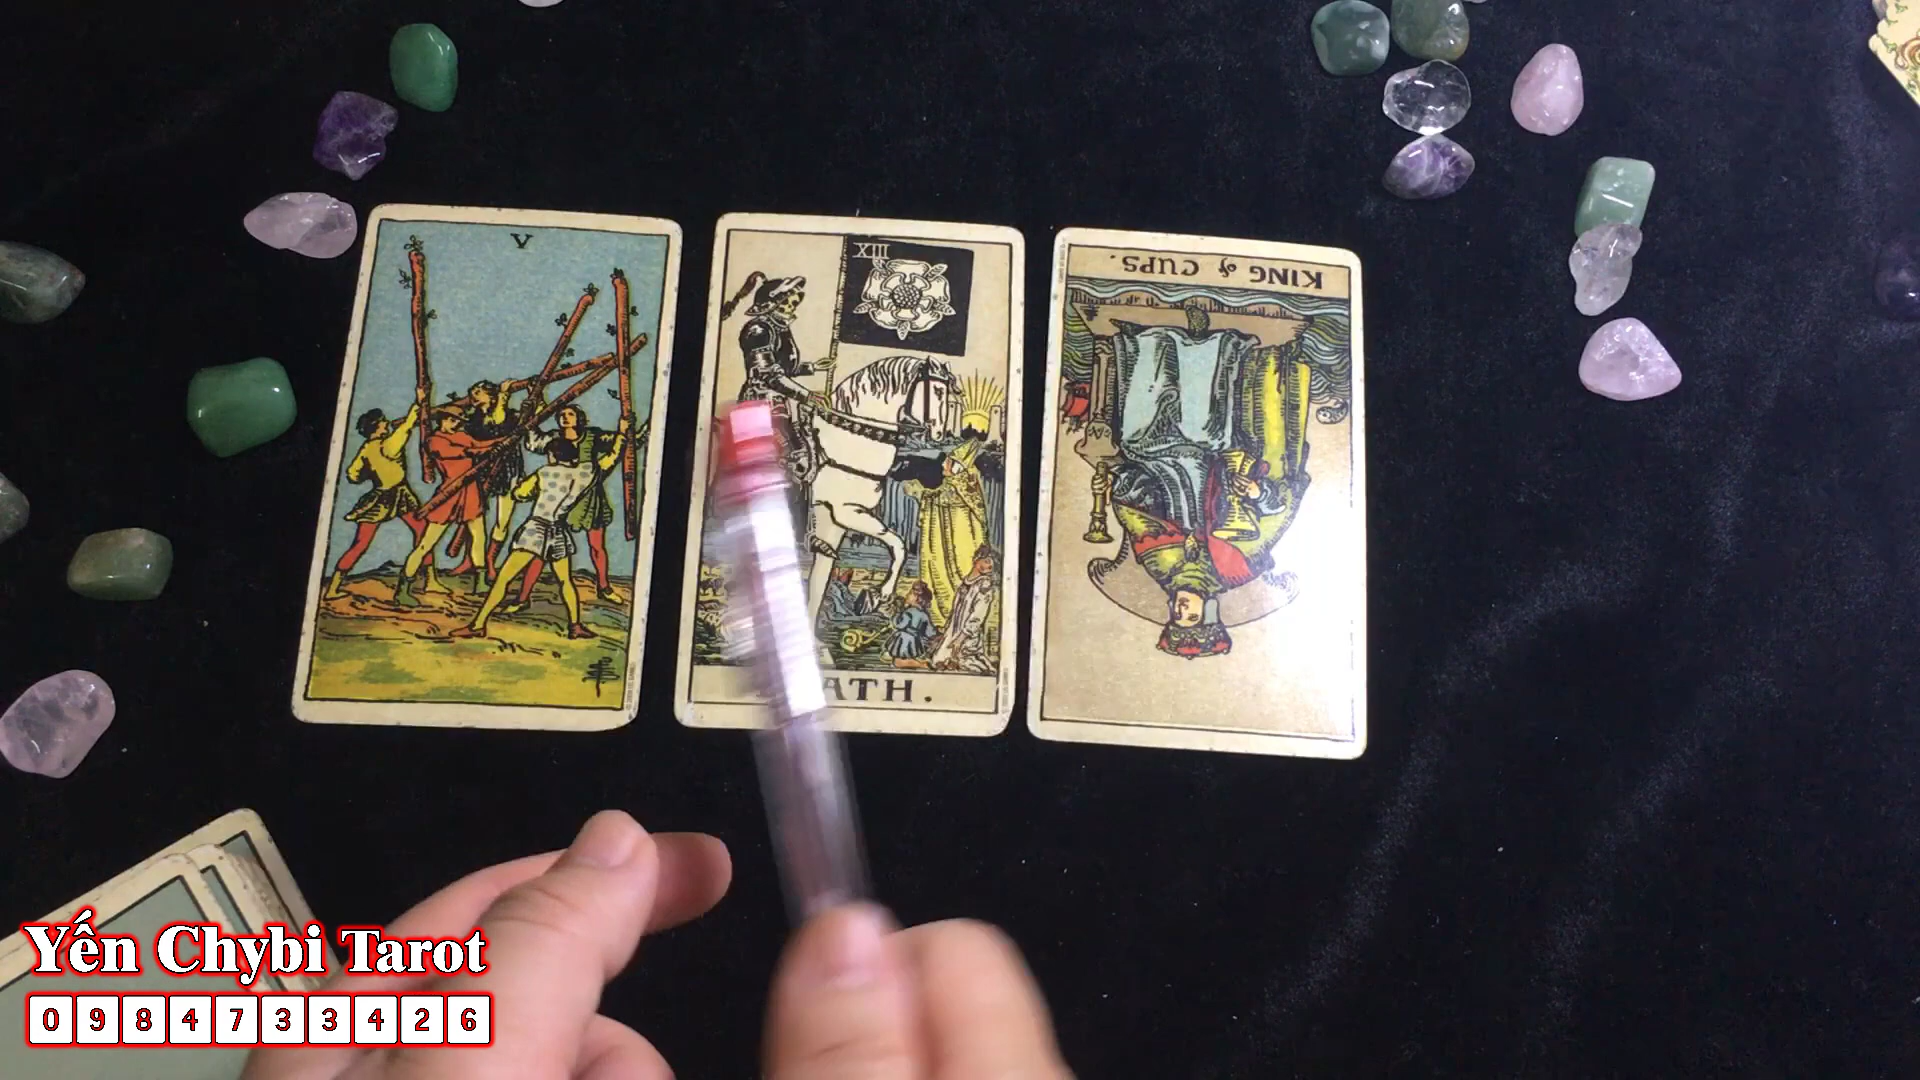 V
XIII
KING of CUPS.
ATH.
Yến Chybi Tarot
0984733426